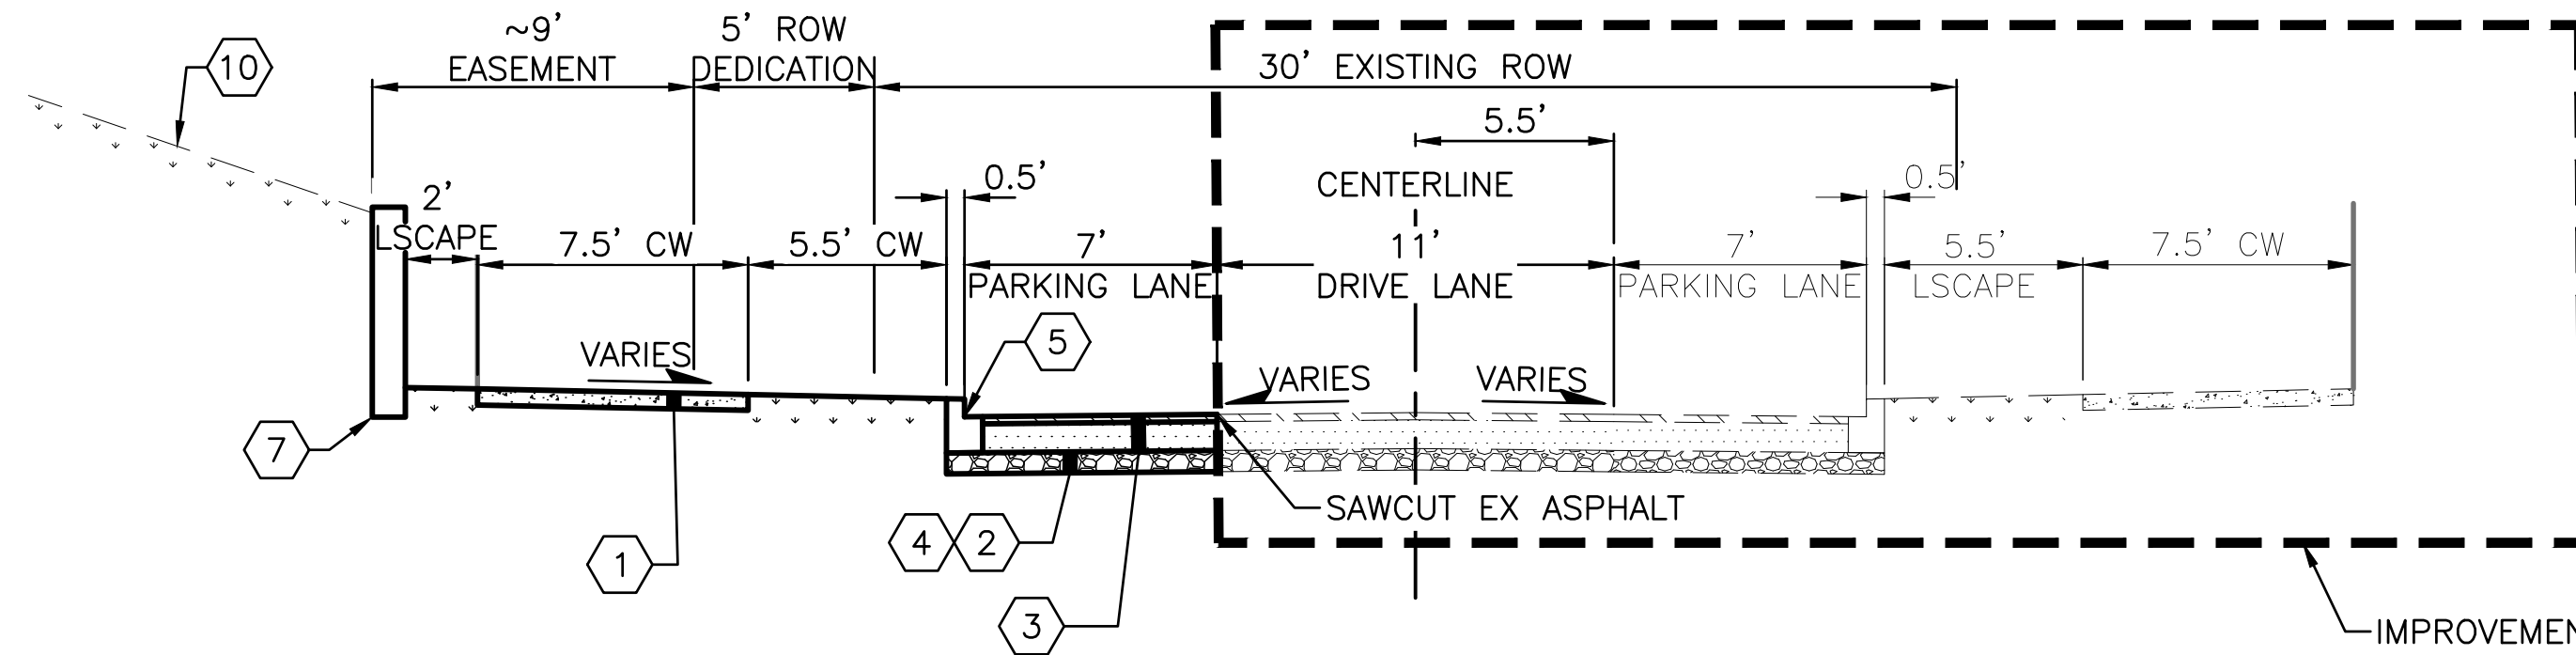 ~9' EASEMENT
5' ROW DEDICATION
30' EXISTING ROW
10
5.5'
0.5'
CENTERLINE
0.5'
2' LSCAPE
7.5' CW
5.5' CW
7' PARKING LANE
11' DRIVE LANE
7' PARKING LANE
5.5' LSCAPE
7.5' CW
VARIES
5
VARIES
VARIES
7
SAWCUT EX ASPHALT
1
4
2
3